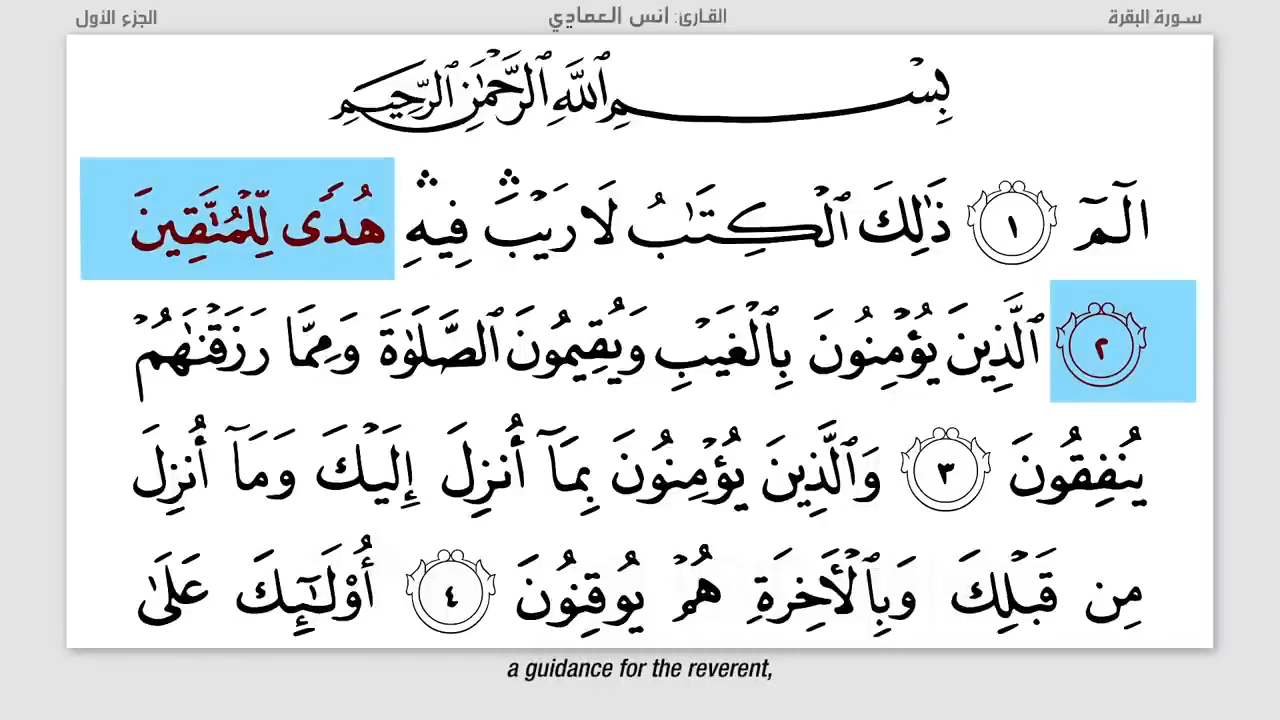 سورة البقرة
القارئ: انس العمادي
الجزء الأول
بِسْمِ ٱللَّهِ ٱلرَّحْمَٰنِ ٱلرَّحِيمِ
الٓمٓ ١ ذَٰلِكَ ٱلْكِتَٰبُ لَا رَيْبَ ۛ فِيهِ ۛ هُدًى لِّلْمُتَّقِينَ
٢ ٱلَّذِينَ يُؤْمِنُونَ بِٱلْغَيْبِ وَيُقِيمُونَ ٱلصَّلَوٰةَ وَمِمَّا رَزَقْنَٰهُمْ
يُنفِقُونَ ٣ وَٱلَّذِينَ يُؤْمِنُونَ بِمَآ أُنزِلَ إِلَيْكَ وَمَآ أُنزِلَ
مِن قَبْلِكَ وَبِٱلْأَخِرَةِ هُمْ يُوقِنُونَ ٤ أُو۟لَٰٓئِكَ عَلَىٰ
a guidance for the reverent,